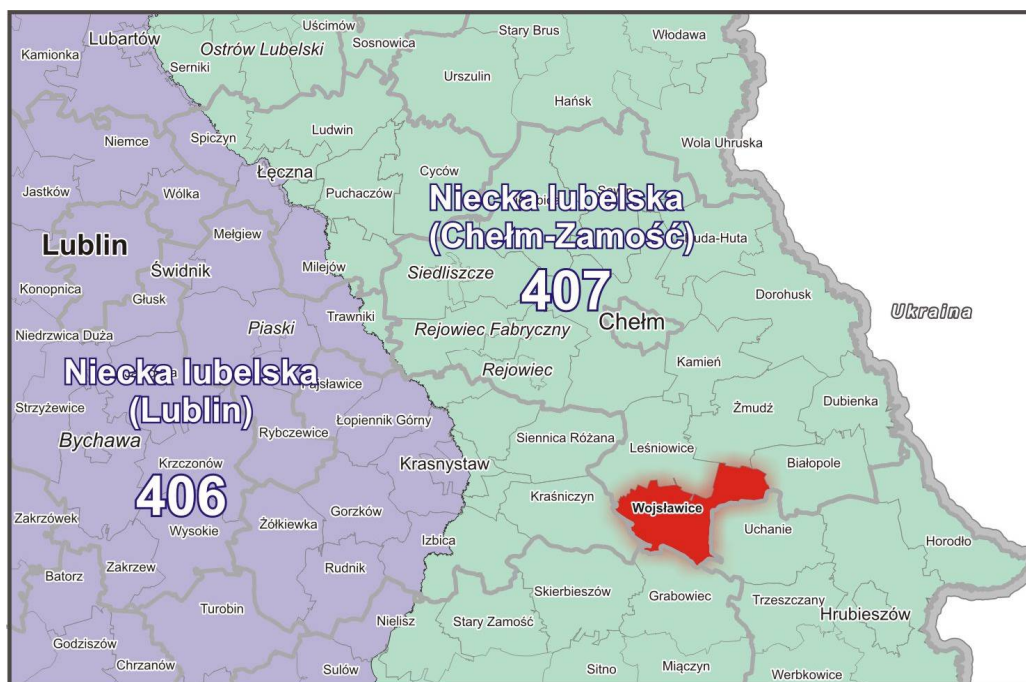 Kamionka
Lubartów
Uścimów
Ostrów Lubelski
Sosnowica
Stary Brus
Włodawa
Serniki
Urszulin
Hańsk
Niemce
Spiczyn
Ludwin
Wola Uhruska
Łęczna
Cyców
Jastków
Wólka
Puchaczów
Niecka lubelska
(Chełm-Zamość)
407
Mełgiew
Lublin
Świdnik
Milejów
Siedliszcze
Konopnica
Głusk
Dorohusk
Ukraina
Trawniki
Niedrzwica Duża
Piaski
Rejowiec Fabryczny
Chełm
Kamień
Rejowiec
Niecka lubelska
(Lublin)
406
Strzyżewice
Łopiennik Górny
Żmudź
Dubienka
Bychawa
Rybczewice
Siennica Różana
Leśniowice
Białopole
Krzczonów
Krasnystaw
Kraśniczyn
Wojsławice
Zakrzówek
Wysokie
Żółkiewka
Gorzków
Uchanie
Izbica
Horodło
Batorz
Zakrzew
Rudnik
Skierbieszów
Grabowiec
Trzeszczany
Turobin
Nielisz
Stary Zamość
Hrubieszów
Godziszów
Chrzanów
Sulów
Sitno
Miączyn
Werbkowice